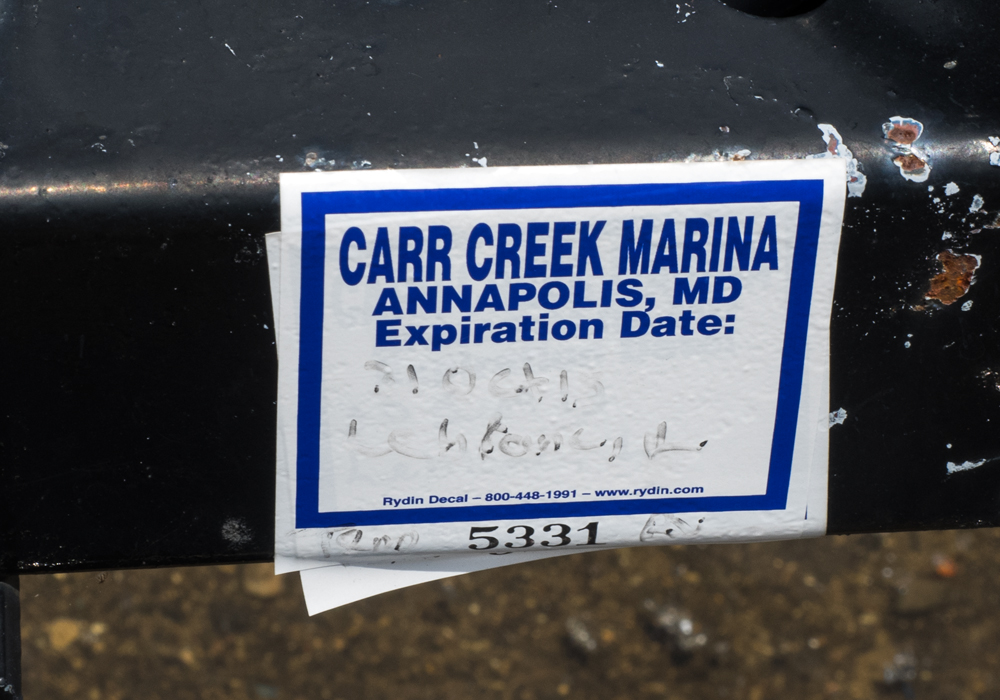 CARR CREEK MARINA
ANNAPOLIS, MD
Expiration Date:
Rydin Decal – 800-448-1991 – www.rydin.com
5331